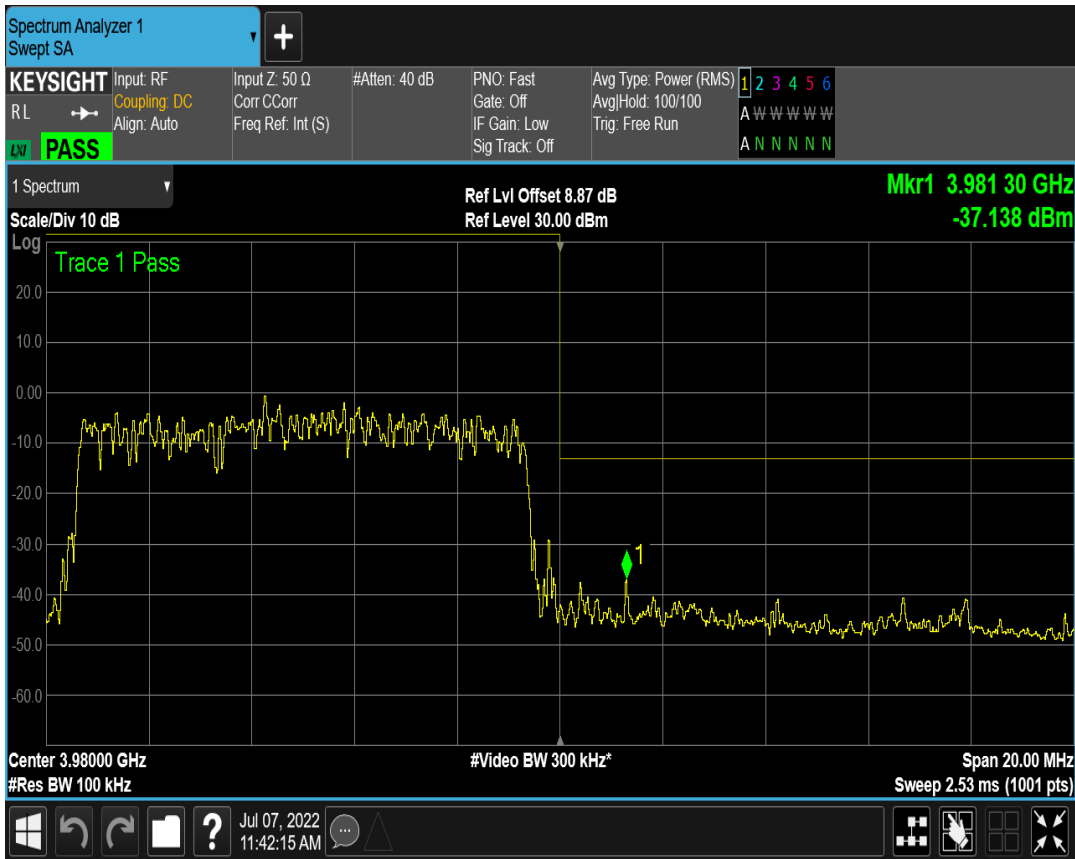 Spectrum Analyzer 1
Swept SA
+
KEYSIGHT
R L
LXI
PASS
Input: RF
Coupling: DC
Align: Auto
Input Z: 50 Ω
Corr CCorr
Freq Ref: Int (S)
#Atten: 40 dB
PNO: Fast
Gate: Off
IF Gain: Low
Sig Track: Off
Avg Type: Power (RMS)
Avg|Hold: 100/100
Trig: Free Run
1 2 3 4 5 6
A W W W W W
A N N N N N
1 Spectrum
Scale/Div 10 dB
Ref Lvl Offset 8.87 dB
Ref Level 30.00 dBm
Mkr1 3.981 30 GHz
-37.138 dBm
Log
Trace 1 Pass
20.0
10.0
0.00
-10.0
-20.0
-30.0
1
-40.0
-50.0
-60.0
Center 3.98000 GHz
#Video BW 300 kHz*
Span 20.00 MHz
#Res BW 100 kHz
Sweep 2.53 ms (1001 pts)
?
Jul 07, 2022
11:42:15 AM